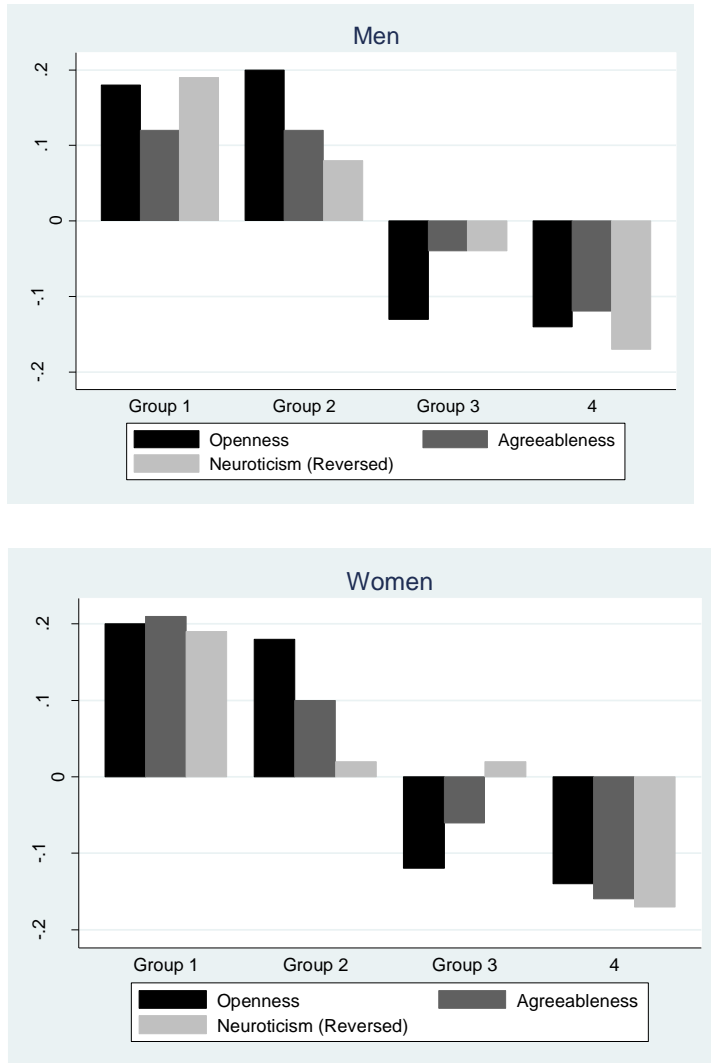 Men
.2
.1
0
-.1
-.2
Group 1 Group 2 Group 3 4
Openness Agreeableness
Neuroticism (Reversed)
Women
.2
.1
0
-.1
-.2
Group 1 Group 2 Group 3 4
Openness Agreeableness
Neuroticism (Reversed)